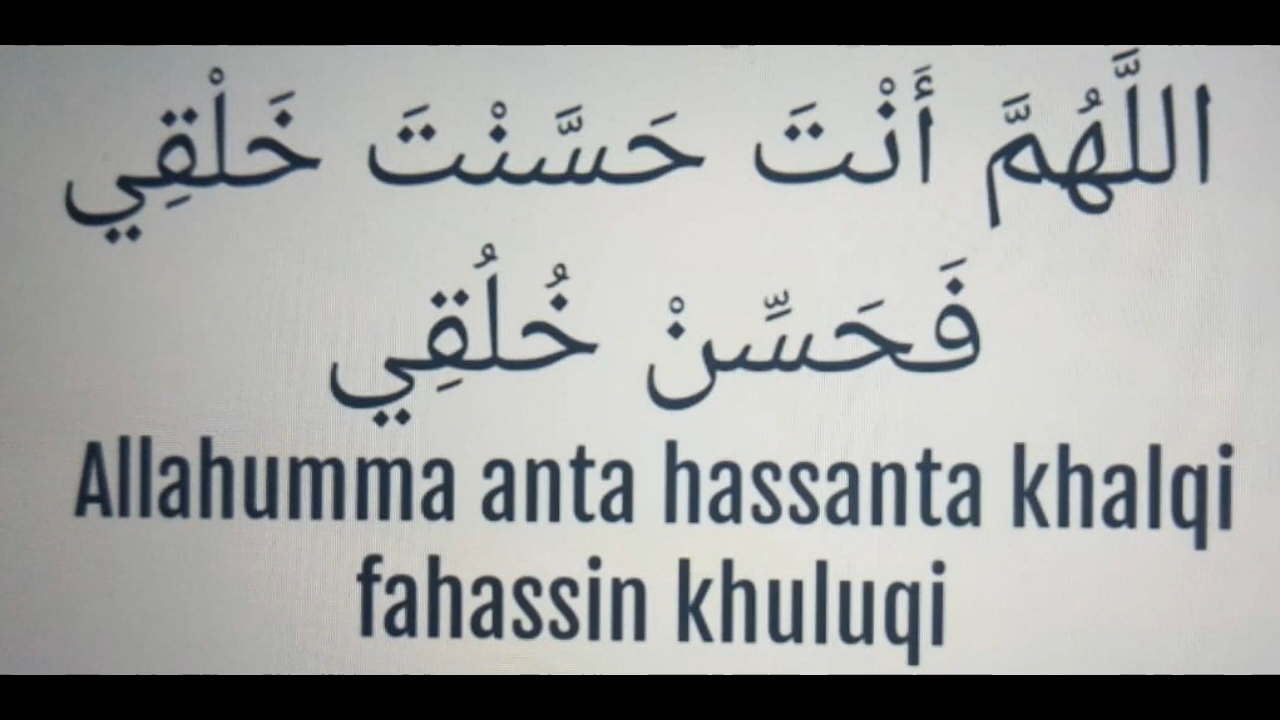 اللَّهُمَّ أَنْتَ حَسَّنْتَ خَلْقِي
فَحَسِّنْ خُلُقِي
Allahumma anta hassanta khalqi
fahassin khuluqi